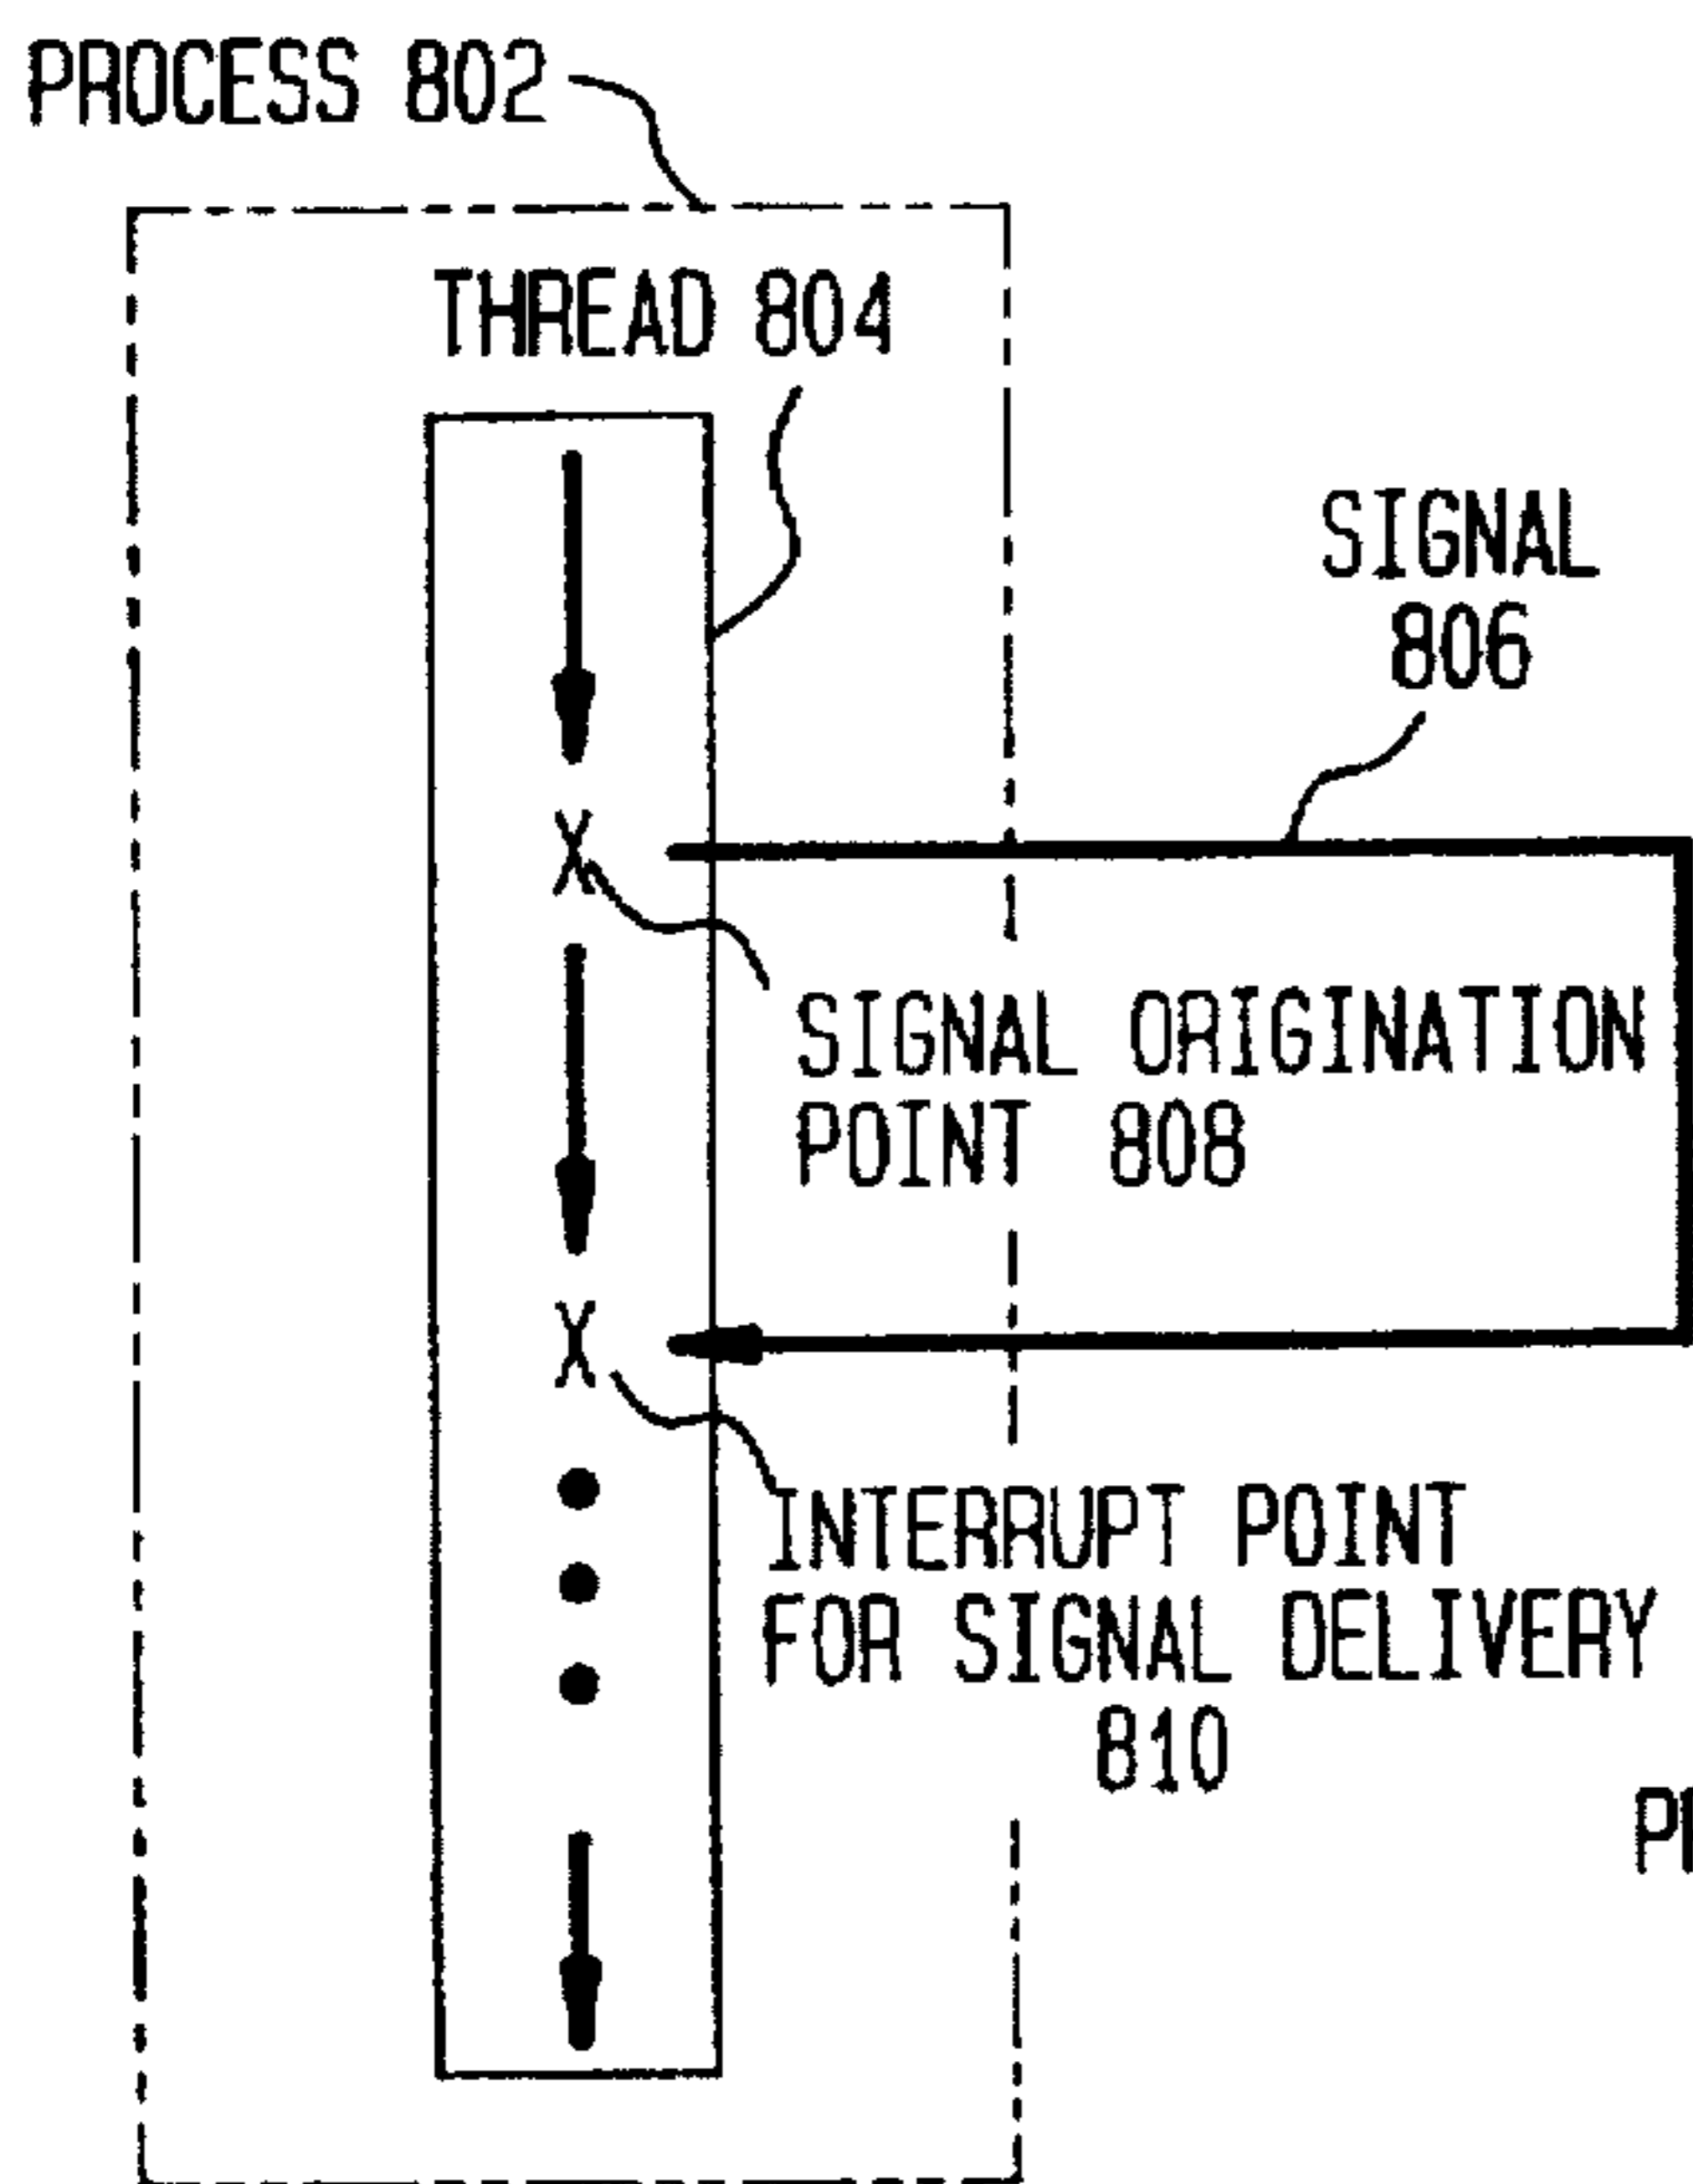 PROCESS 802
THREAD 804
SIGNAL
806
X
SIGNAL ORIGINATION
POINT 808
X
INTERRUPT POINT
FOR SIGNAL DELIVERY
810